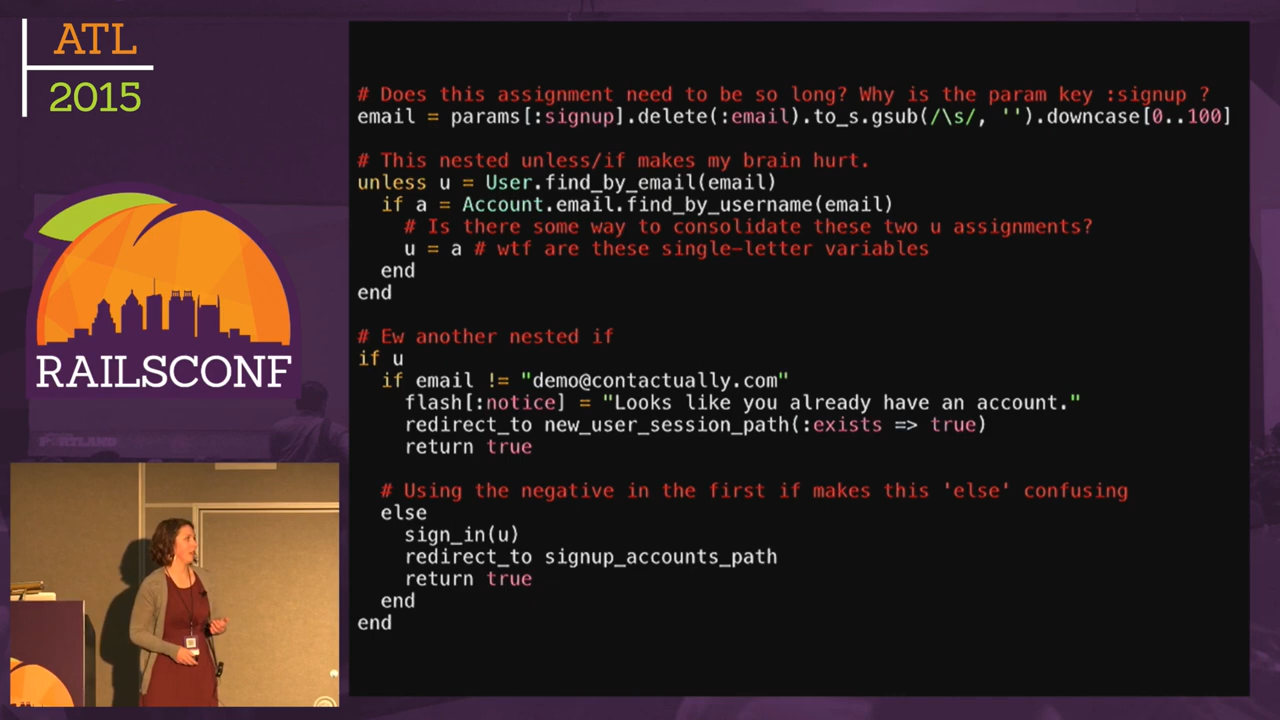 ATL
2015
RAILSCONF
PORTLAND
# Does this assignment need to be so long? Why is the param key :signup ?
email = params[:signup].delete(:email).to_s.gsub(/\s/, '').downcase[0..100]
# This nested unless/if makes my brain hurt.
unless u = User.find_by_email(email)
if a = Account.email.find_by_username(email)
# Is there some way to consolidate these two u assignments?
u = a # wtf are these single-letter variables
end
end
# Ew another nested if
if u
if email != "demo@contactually.com"
flash[:notice] = "Looks like you already have an account."
redirect_to new_user_session_path(:exists => true)
return true
# Using the negative in the first if makes this 'else' confusing
else
sign_in(u)
redirect_to signup_accounts_path
return true
end
end